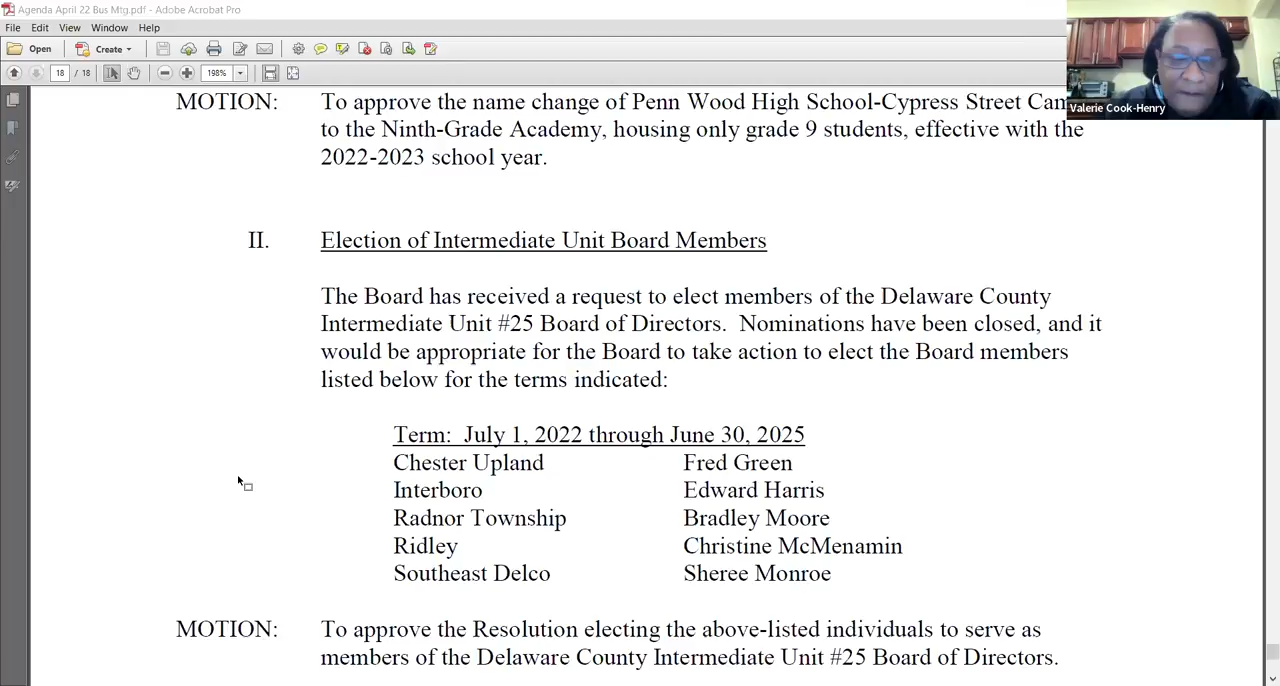 Agenda April 22 Bus Mtg.pdf - Adobe Acrobat Pro
File Edit View Window Help
Open Create
18 / 18 198%
Valerie Cook-Henry
MOTION: To approve the name change of Penn Wood High School-Cypress Street
to the Ninth-Grade Academy, housing only grade 9 students, effective with the
2022-2023 school year.
II. Election of Intermediate Unit Board Members
The Board has received a request to elect members of the Delaware County
Intermediate Unit #25 Board of Directors. Nominations have been closed, and it
would be appropriate for the Board to take action to elect the Board members
listed below for the terms indicated:
Term: July 1, 2022 through June 30, 2025
Chester Upland Fred Green
Interboro Edward Harris
Radnor Township Bradley Moore
Ridley Christine McMenamin
Southeast Delco Sheree Monroe
MOTION: To approve the Resolution electing the above-listed individuals to serve as
members of the Delaware County Intermediate Unit #25 Board of Directors.